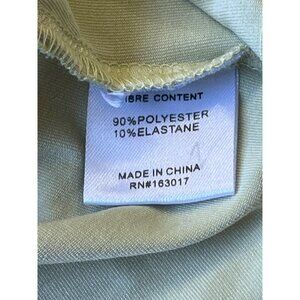 IBRE CONTENT
90%POLYESTER
10%ELASTANE
MADE IN CHINA
RN#163017